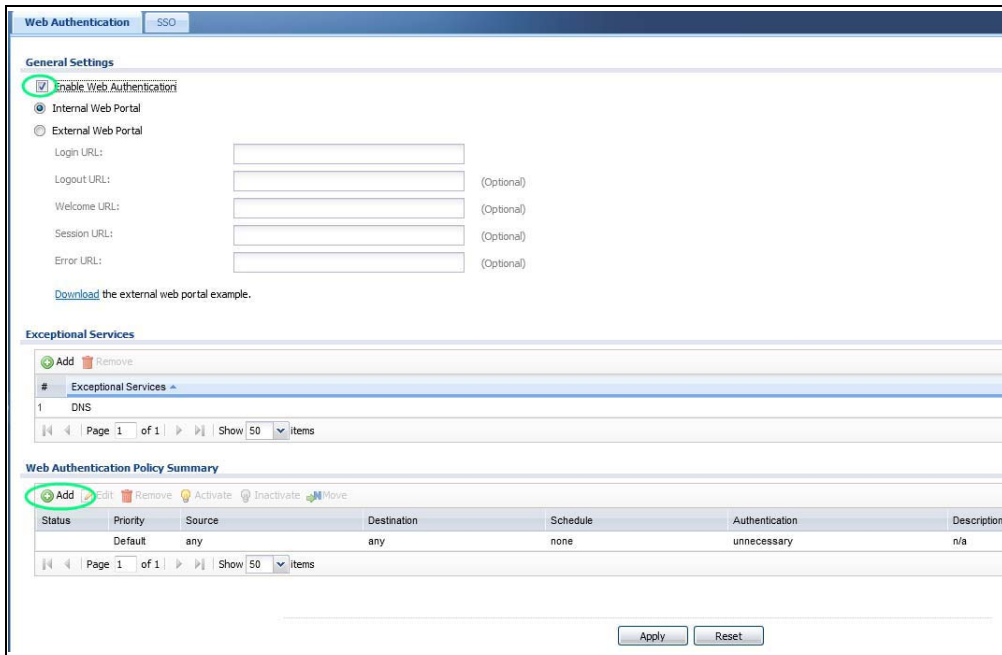 Web Authentication SSO
General Settings
Enable Web Authentication
Internal Web Portal
External Web Portal
Login URL:
Logout URL: (Optional)
Welcome URL: (Optional)
Session URL: (Optional)
Error URL: (Optional)
Download the external web portal example.
Exceptional Services
Add Remove
# Exceptional Services
1 DNS
Page 1 of 1 Show 50 items
Web Authentication Policy Summary
Add Edit Remove Activate Inactivate Move
Status Priority Source Destination Schedule Authentication Description
Default any any none unnecessary n/a
Page 1 of 1 Show 50 items
Apply Reset